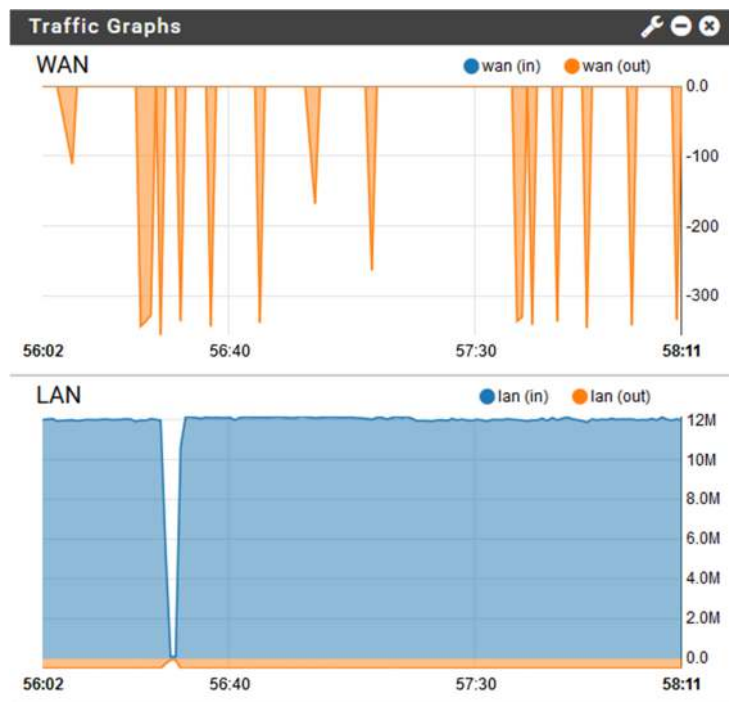 Traffic Graphs
WAN
wan (in) wan (out)
0.0
-100
-200
-300
56:02 56:40 57:30 58:11
LAN
lan (in) lan (out)
12M
10M
8.0M
6.0M
4.0M
2.0M
0.0
56:02 56:40 57:30 58:11